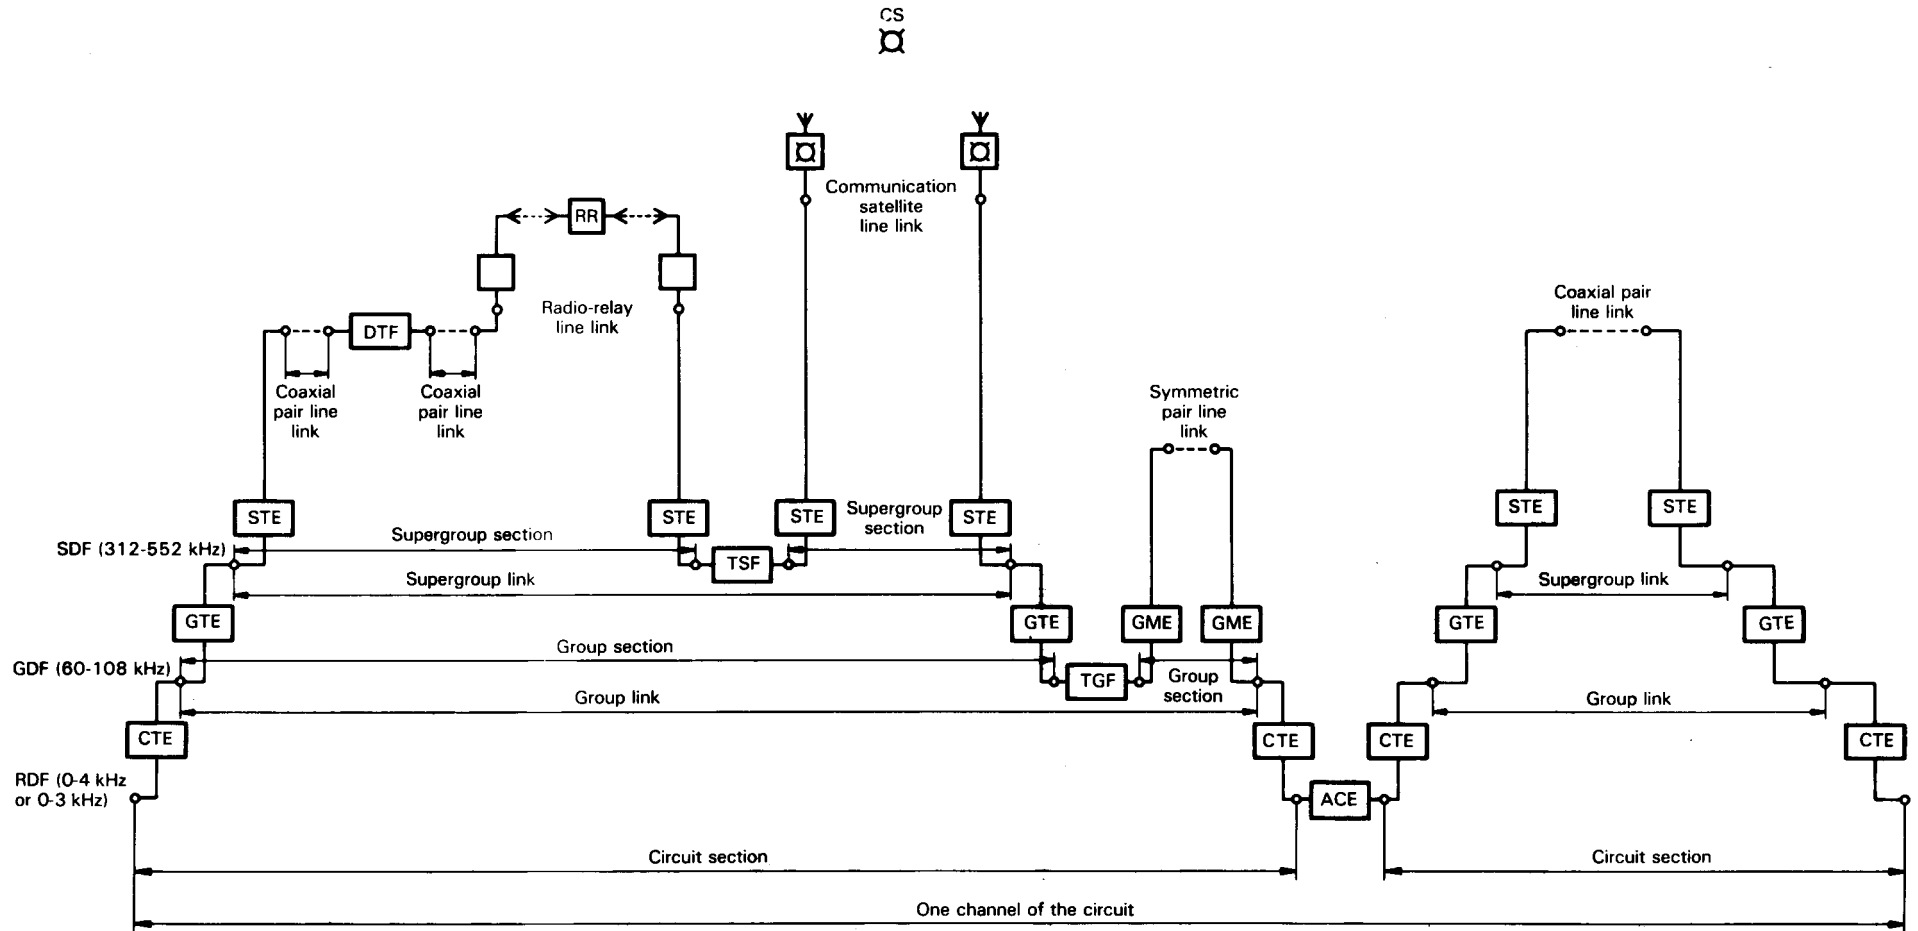 CS
Communication
satellite
line link
RR
Radio-relay
line link
DTF
Coaxial
pair line
link
Coaxial
pair line
link
Coaxial pair
line link
Symmetric
pair line
link
STE
STE
STE
STE
STE
STE
Supergroup
section
Supergroup section
SDF (312-552 kHz)
TSF
Supergroup link
Supergroup link
GTE
GTE
GME
GME
GTE
GTE
Group section
GDF (60-108 kHz)
TGF
Group
section
Group link
Group link
CTE
CTE
CTE
CTE
RDF (0-4 kHz
or 0-3 kHz)
ACE
Circuit section
Circuit section
One channel of the circuit